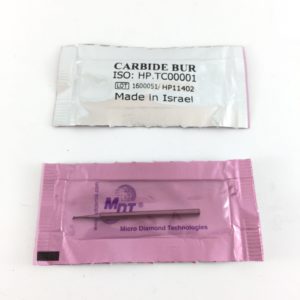 CARBIDE BUR
ISO: HP.TC00001
LOT 1600051/ HP11402
Made in Israel
MDT®
Micro Diamond Technologies